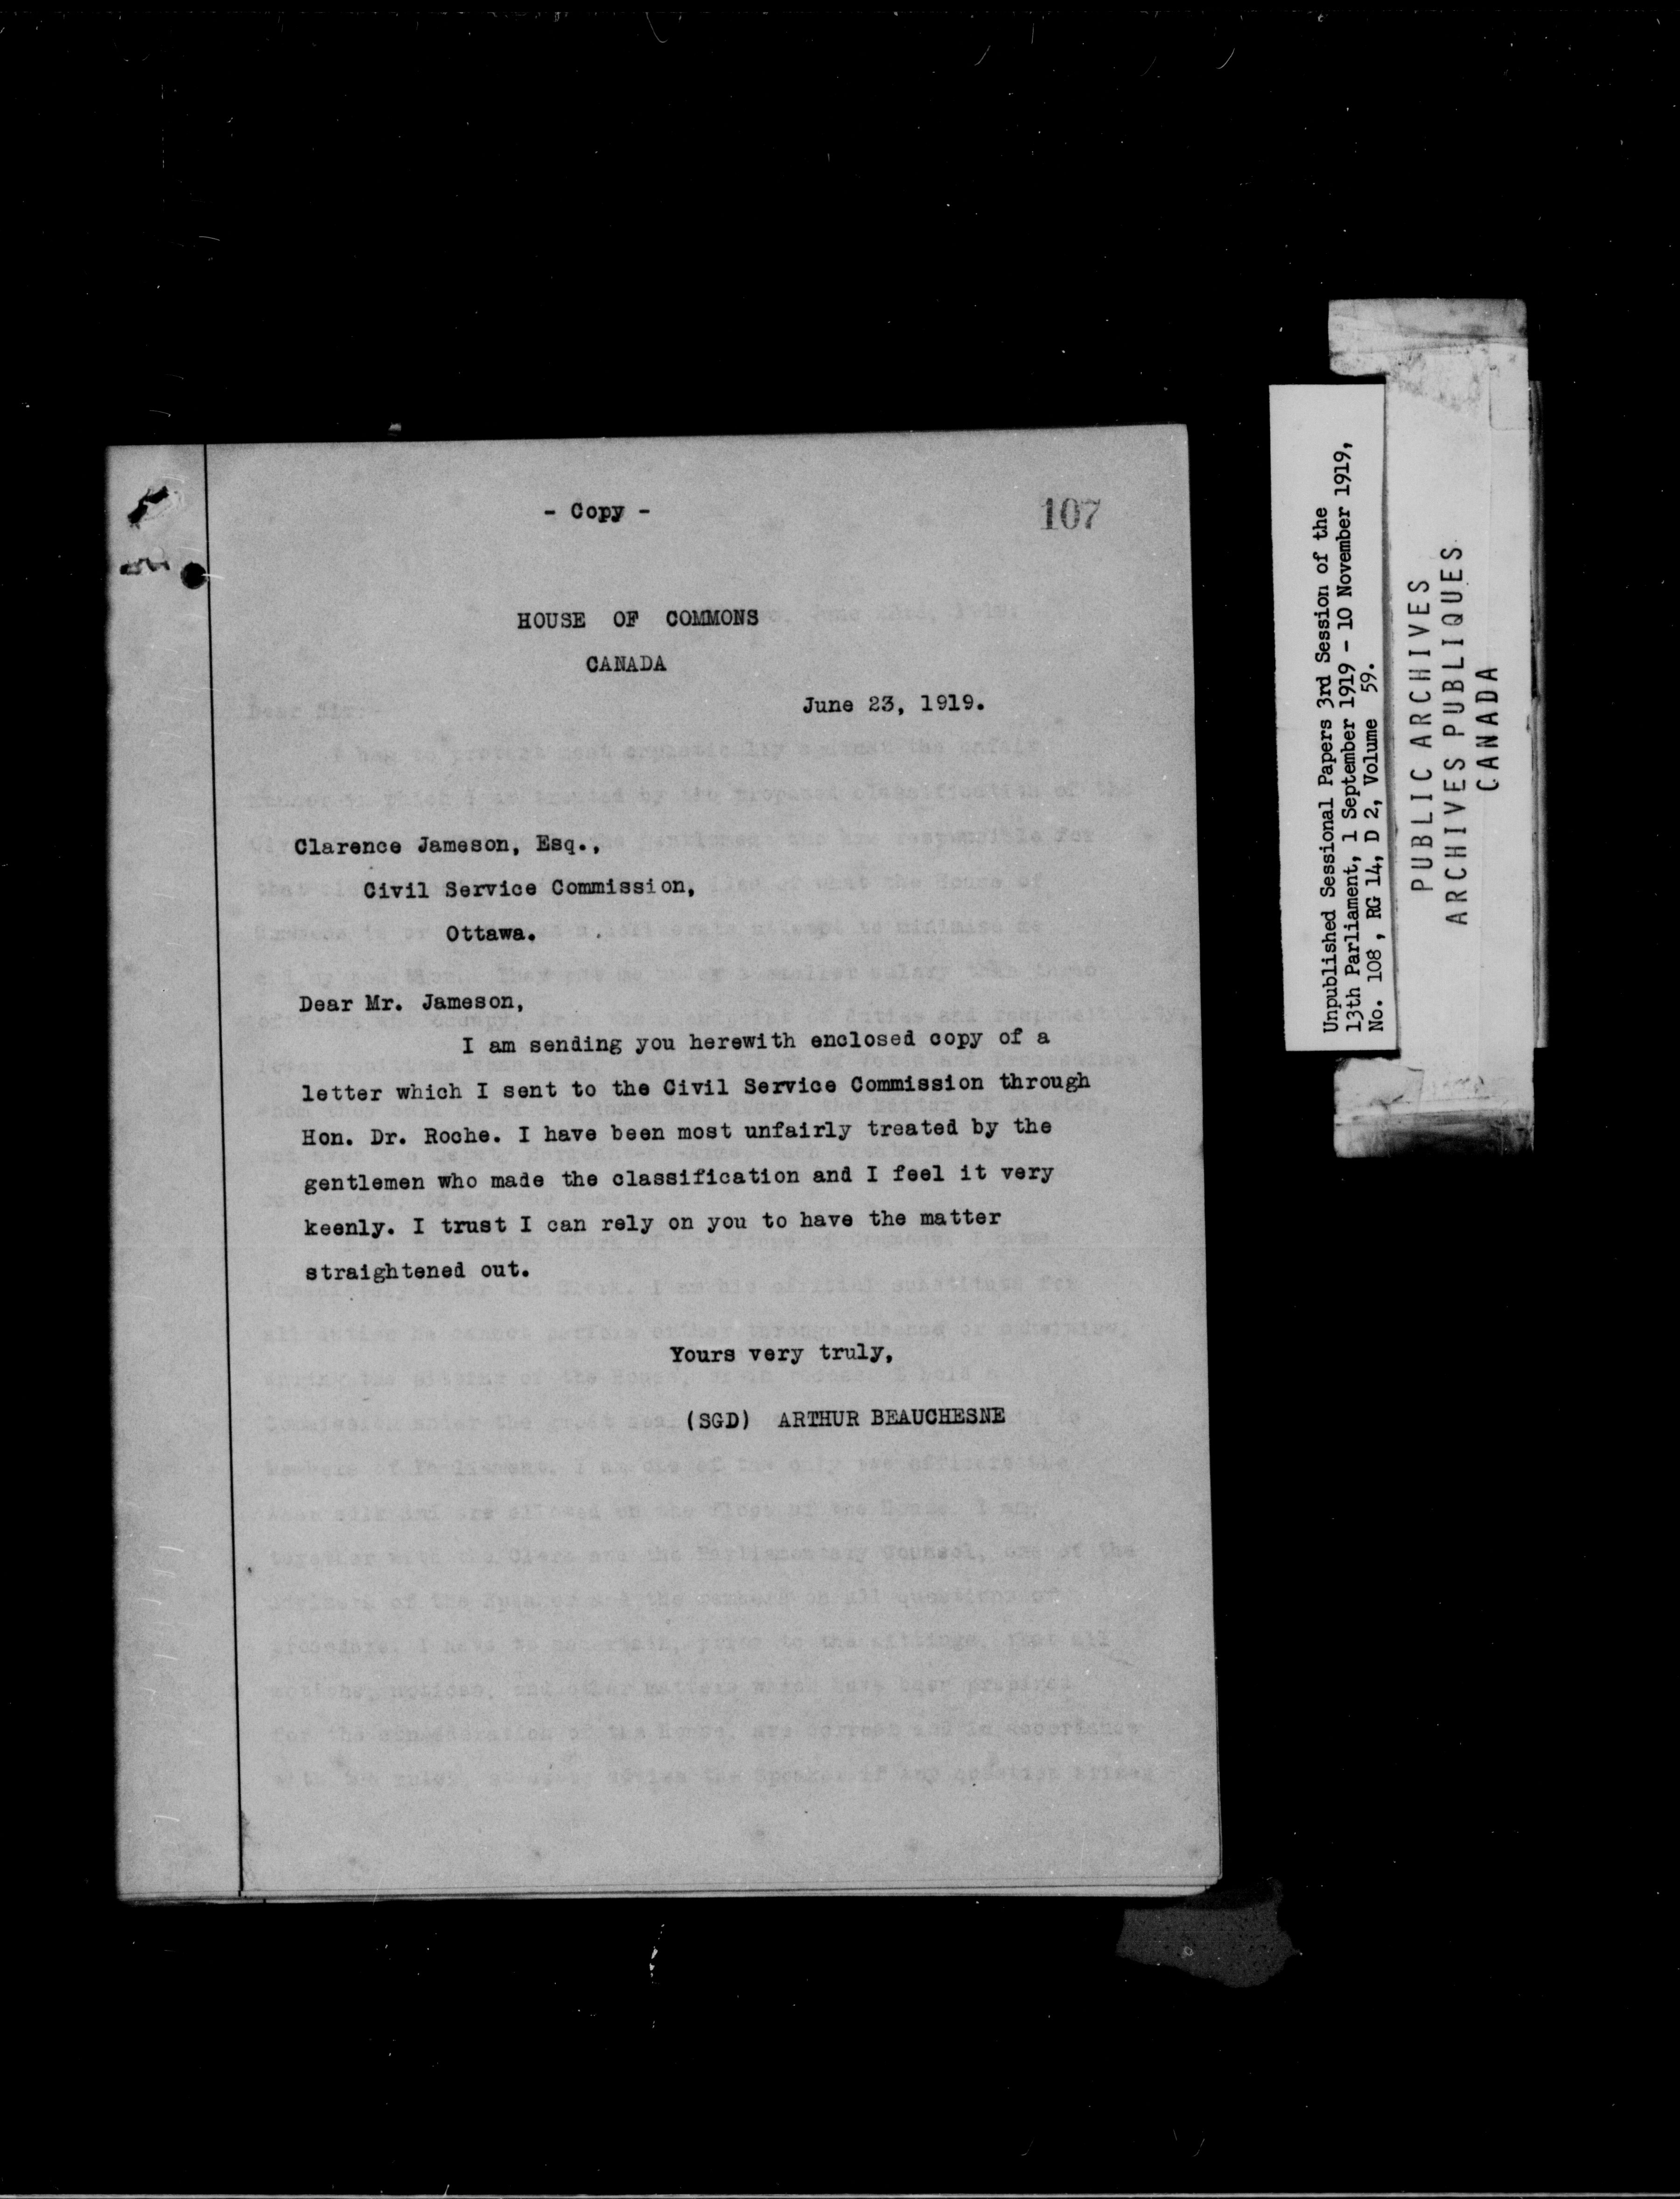 - Copy -
107
HOUSE OF COMMONS
CANADA
June 23, 1919.
Clarence Jameson, Esq.,
Civil Service Commission,
Ottawa.
Dear Mr. Jameson,
I am sending you herewith enclosed copy of a
letter which I sent to the Civil Service Commission through
Hon. Dr. Roche. I have been most unfairly treated by the
gentlemen who made the classification and I feel it very
keenly. I trust I can rely on you to have the matter
straightened out.
Yours very truly,
(SGD) ARTHUR BEAUCHESNE
Unpublished Sessional Papers 3rd Session of the
13th Parliament, 1 September 1919 - 10 November 1919,
No. 108, RG 14, D 2, Volume 59.
PUBLIC ARCHIVES
ARCHIVES PUBLIQUES
CANADA